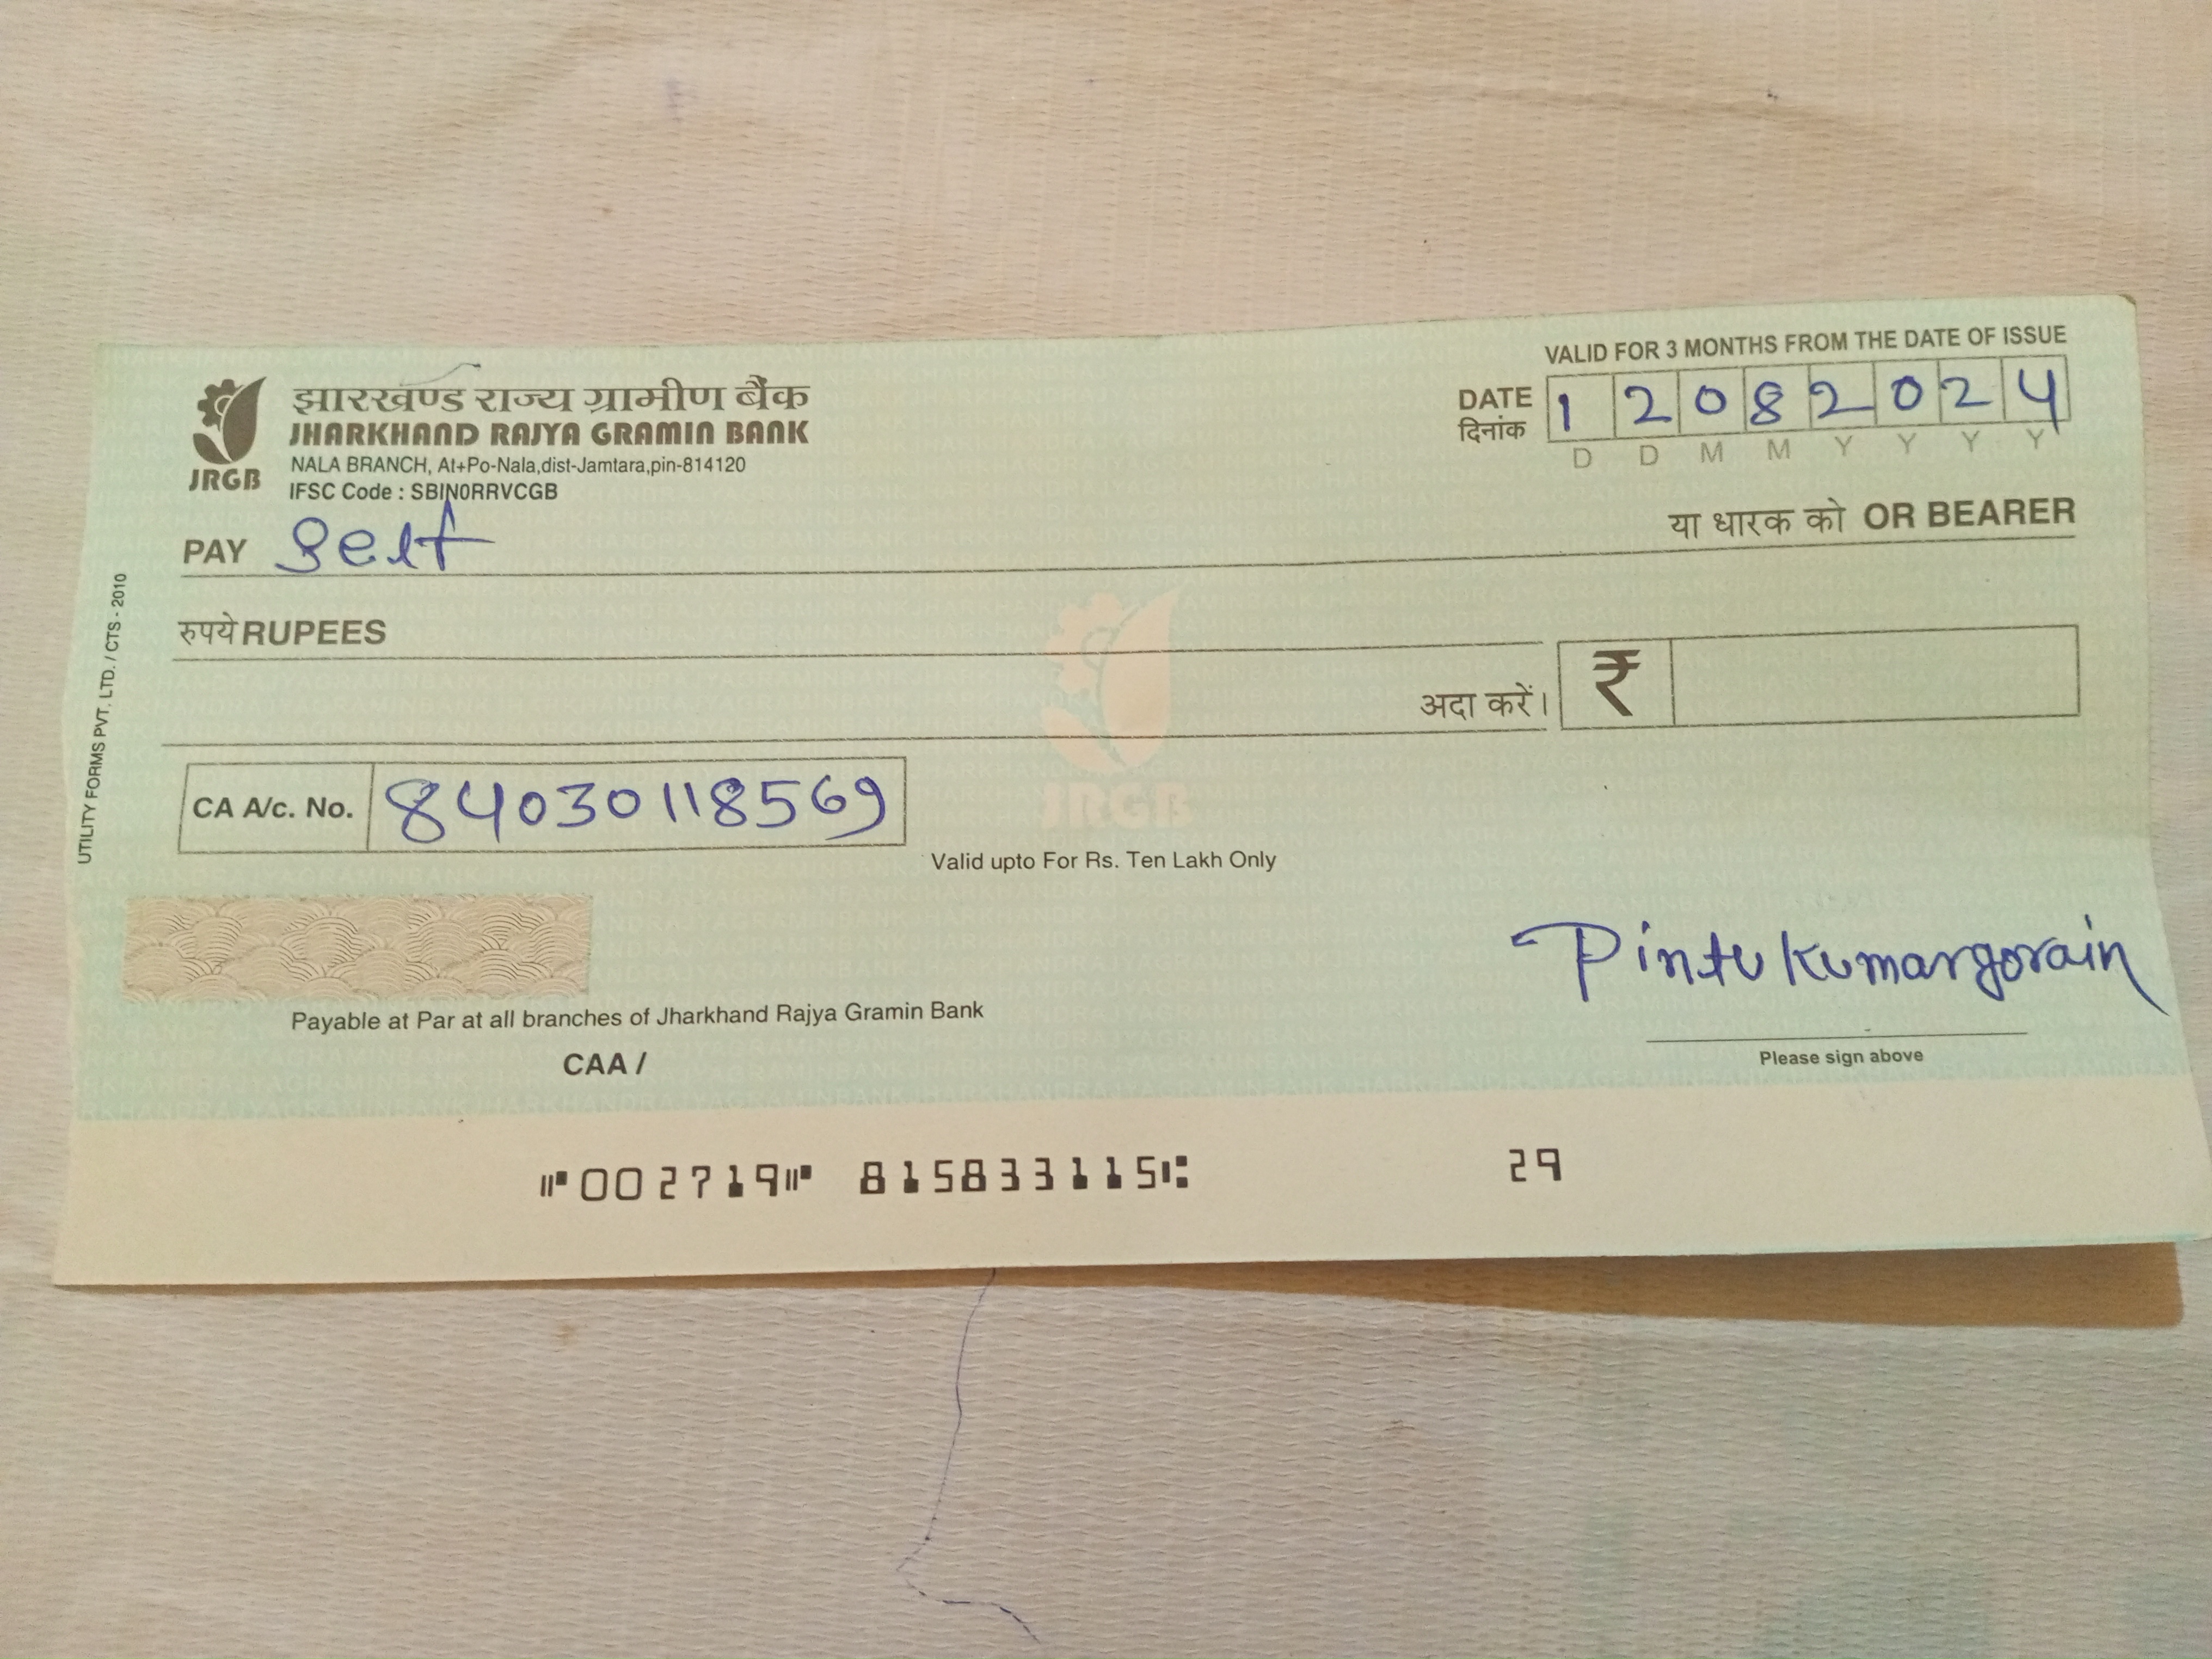 VALID FOR 3 MONTHS FROM THE DATE OF ISSUE
झारखण्ड राज्य ग्रामीण बैंक
JHARKHAND RAJYA GRAMIN BANK
JRGB
NALA BRANCH, At+Po-Nala,dist-Jamtara,pin-814120
IFSC Code : SBIN0RRVCGB
DATE दिनांक 1 2 0 8 2 0 2 4
D D M M Y Y Y Y
PAY Self या धारक को OR BEARER
रुपये RUPEES
अदा करें। ₹
CA A/c. No. 84030118569
JRGB
Valid upto For Rs. Ten Lakh Only
UTILITY FORMS PVT. LTD. / CTS - 2010
Pintu Kumargorain
Payable at Par at all branches of Jharkhand Rajya Gramin Bank
Please sign above
CAA /
⑈002719⑈ 815833115⑆ 29